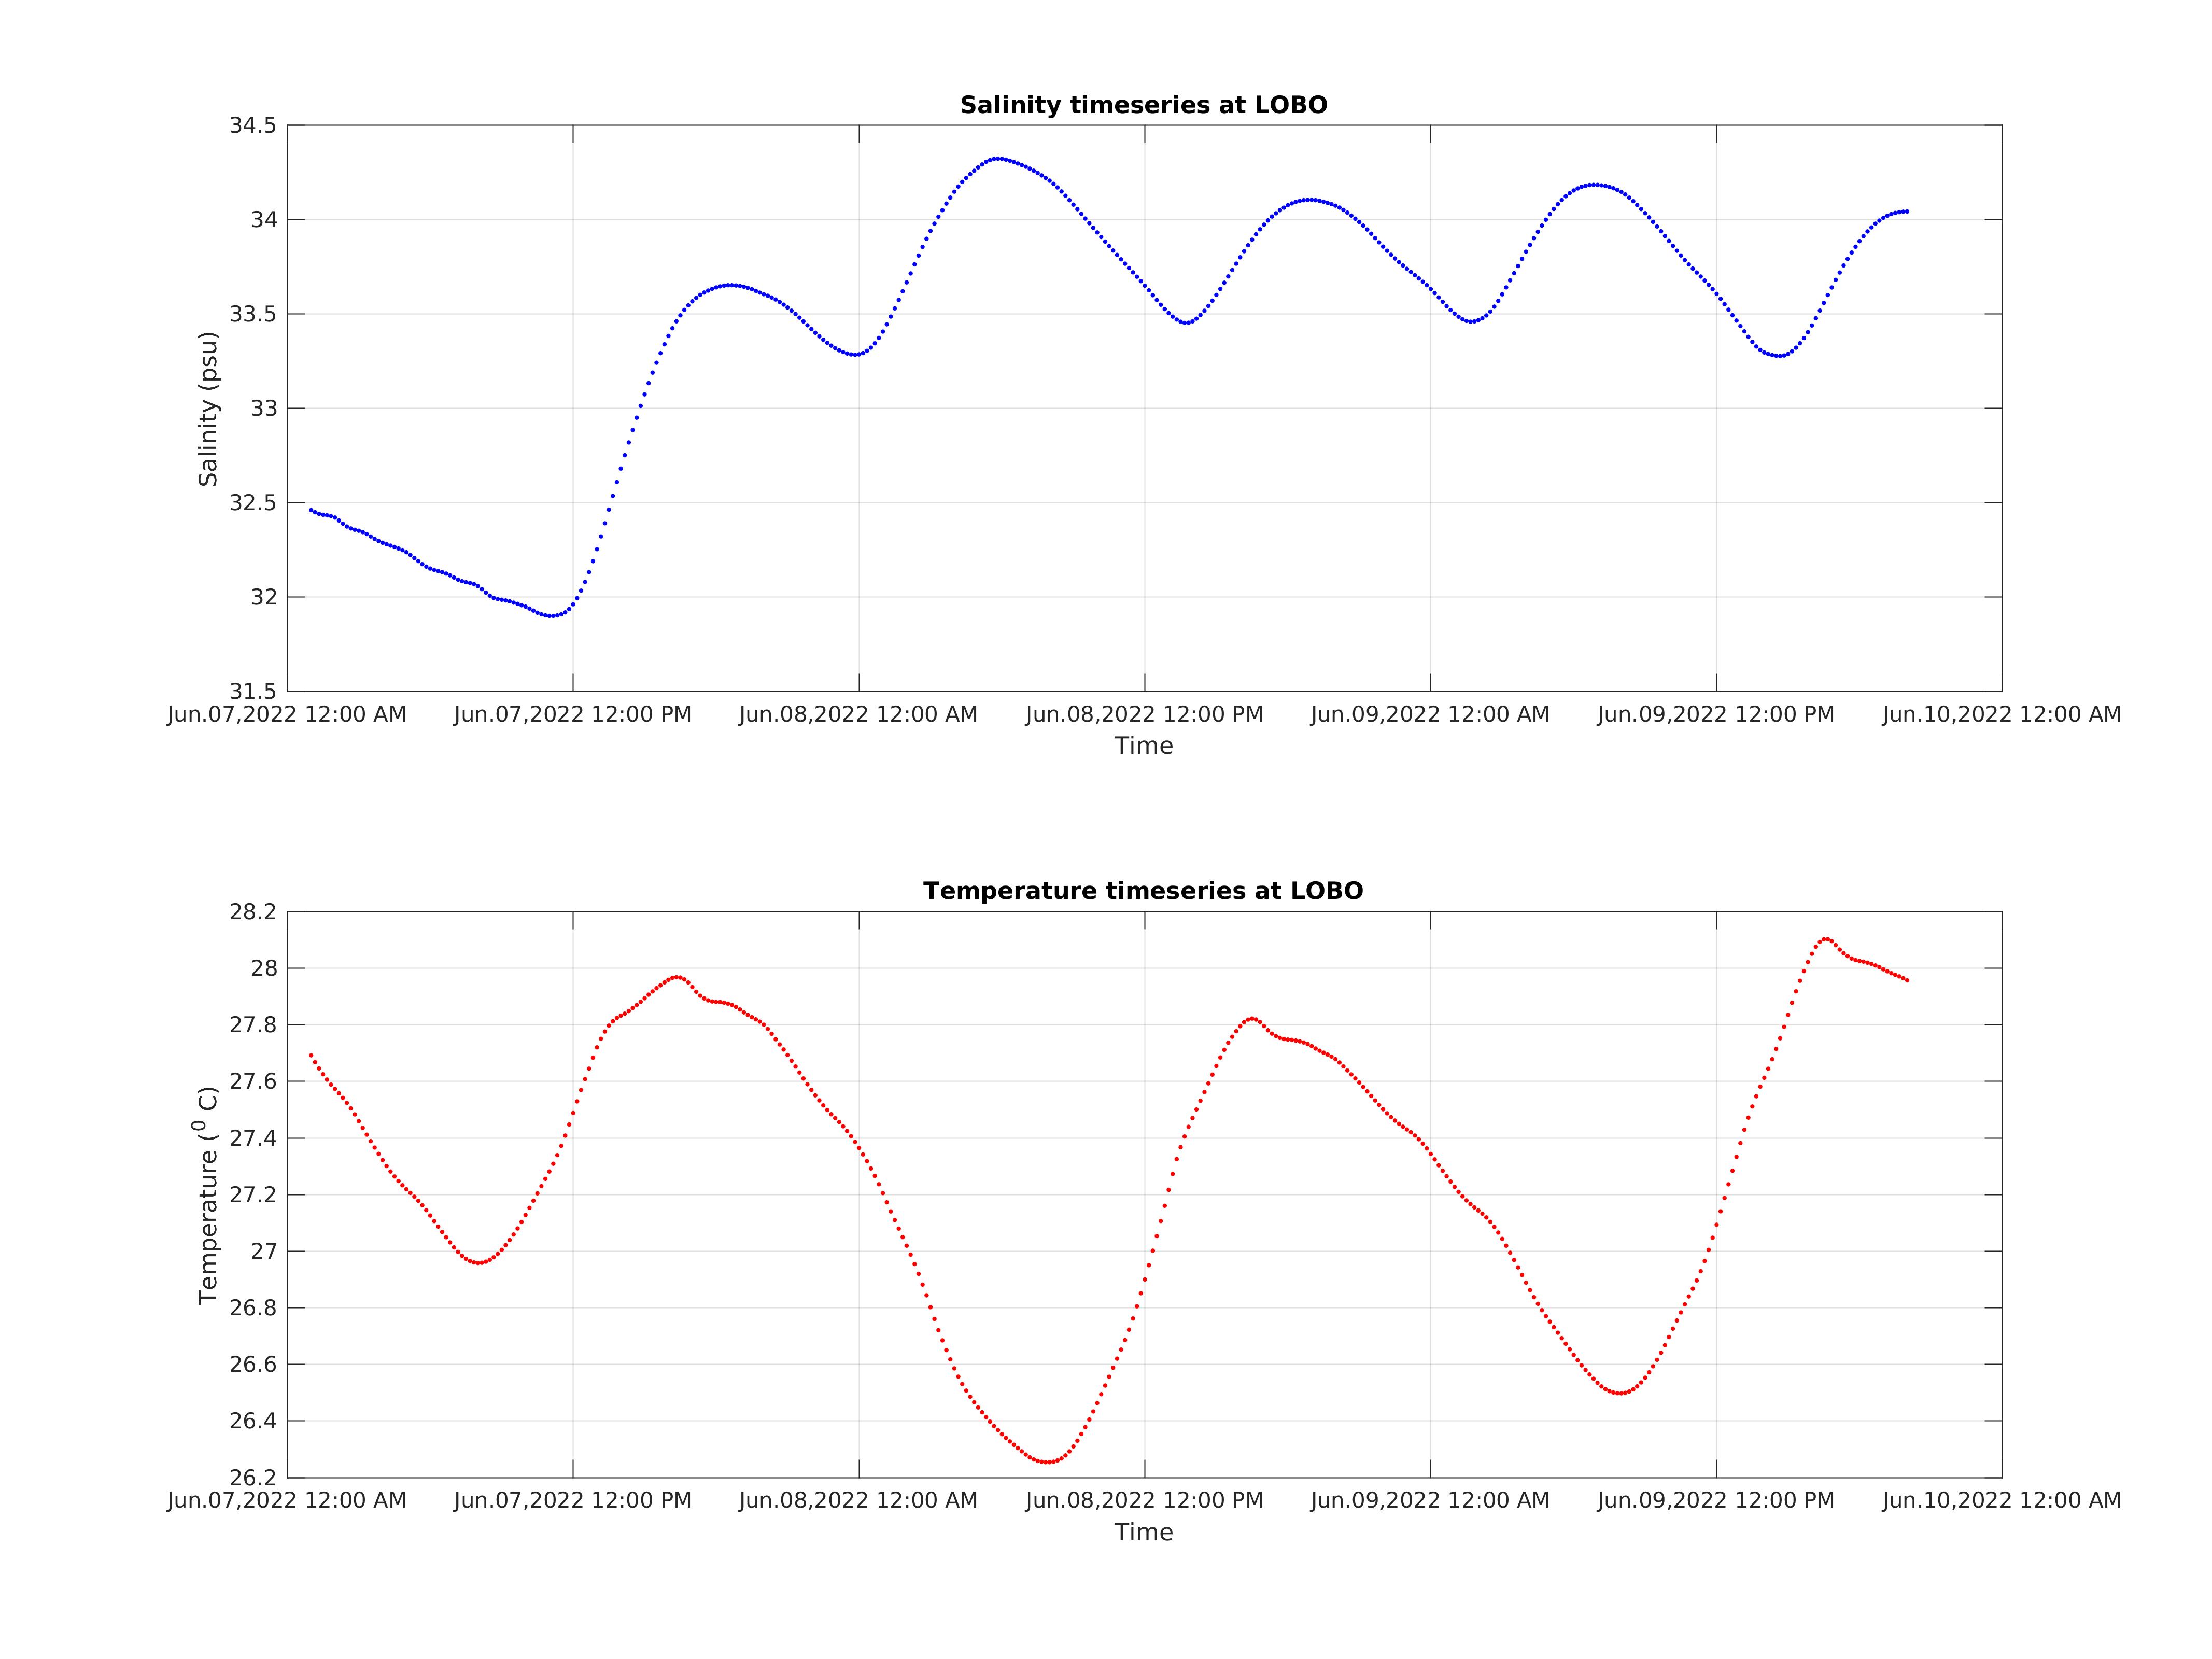 Salinity timeseries at LOBO
34.5
34
33.5
33
32.5
32
31.5
Salinity (psu)
Jun.07,2022 12:00 AM Jun.07,2022 12:00 PM Jun.08,2022 12:00 AM Jun.08,2022 12:00 PM Jun.09,2022 12:00 AM Jun.09,2022 12:00 PM Jun.10,2022 12:00 AM
Time
Temperature timeseries at LOBO
28.2
28
27.8
27.6
27.4
27.2
27
26.8
26.6
26.4
26.2
Temperature (⁰ C)
Jun.07,2022 12:00 AM Jun.07,2022 12:00 PM Jun.08,2022 12:00 AM Jun.08,2022 12:00 PM Jun.09,2022 12:00 AM Jun.09,2022 12:00 PM Jun.10,2022 12:00 AM
Time